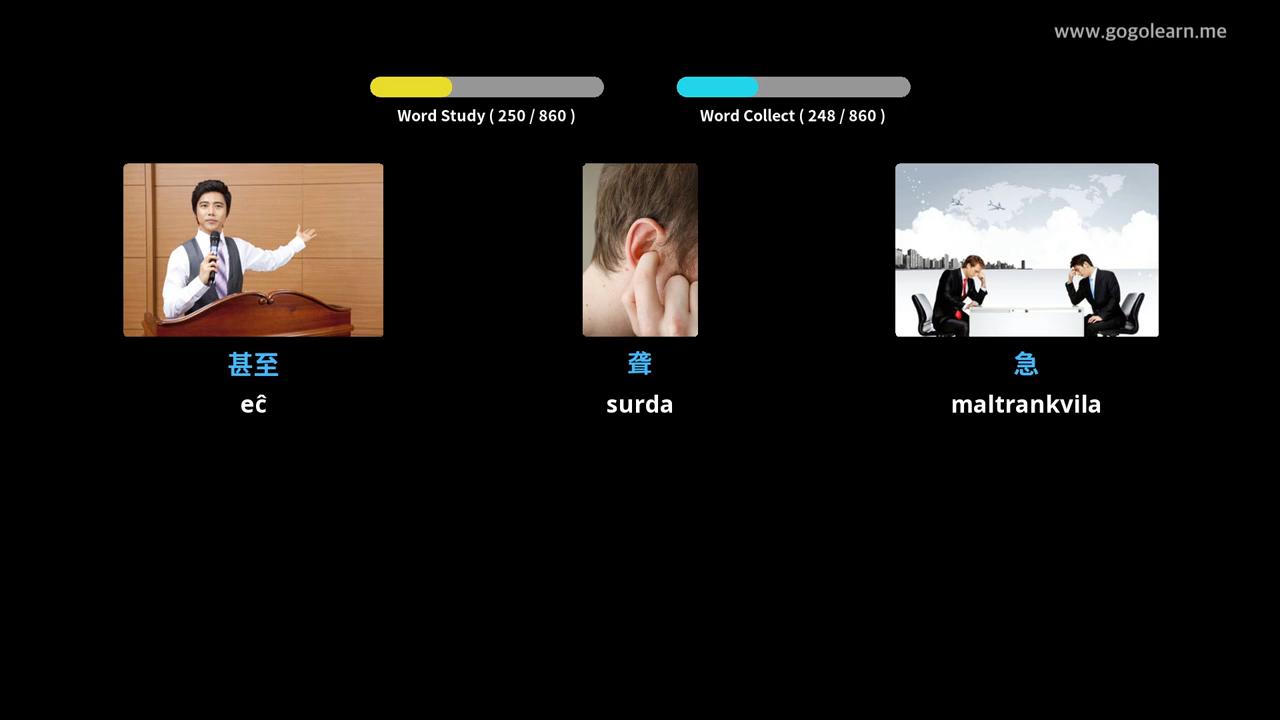 www.gogolearn.me
Word Study ( 250 / 860 )
Word Collect ( 248 / 860 )
甚至
聋
急
eĉ
surda
maltrankvila